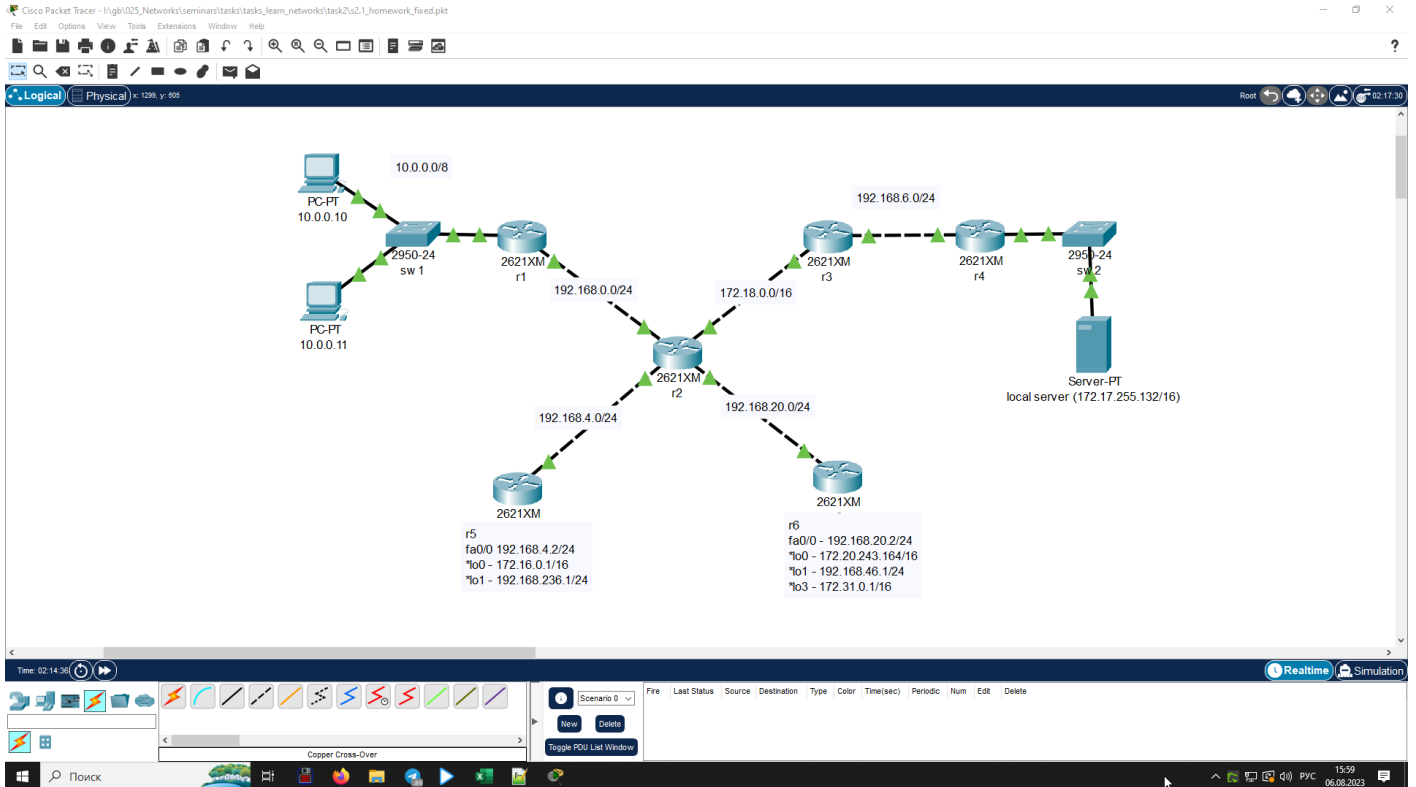 Cisco Packet Tracer - I:\gb\025_Networks\seminars\tasks\tasks_learn_networks\task2\s2.1_homework_fixed.pkt
File Edit Options View Tools Extensions Window Help
?
Logical Physical x: 1299, y: 605 Root 02:17:30
10.0.0.0/8
PC-PT
10.0.0.10
192.168.6.0/24
2950-24
sw 1
2621XM
r1
2621XM
r3
2621XM
r4
2950-24
sw 2
192.168.0.0/24
172.18.0.0/16
PC-PT
10.0.0.11
2621XM
r2
Server-PT
local server (172.17.255.132/16)
192.168.4.0/24
192.168.20.0/24
2621XM
r5
fa0/0 192.168.4.2/24
*lo0 - 172.16.0.1/16
*lo1 - 192.168.236.1/24
2621XM
r6
fa0/0 - 192.168.20.2/24
*lo0 - 172.20.243.164/16
*lo1 - 192.168.46.1/24
*lo3 - 172.31.0.1/16
Time: 02:14:36 Realtime Simulation
Scenario 0
New Delete
Toggle PDU List Window
Fire Last Status Source Destination Type Color Time(sec) Periodic Num Edit Delete
Copper Cross-Over
Поиск
РУС
15:59
06.08.2023